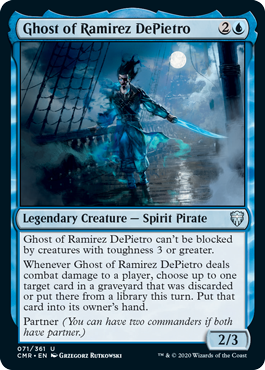 Ghost of Ramirez DePietro 2
Legendary Creature — Spirit Pirate
Ghost of Ramirez DePietro can't be blocked
by creatures with toughness 3 or greater.
Whenever Ghost of Ramirez DePietro deals
combat damage to a player, choose up to one
target card in a graveyard that was discarded
or put there from a library this turn. Put that
card into its owner's hand.
Partner (You can have two commanders if both
have partner.)
2/3
071/361 U
CMR • EN GRZEGORZ RUTKOWSKI
™ & © 2020 Wizards of the Coast